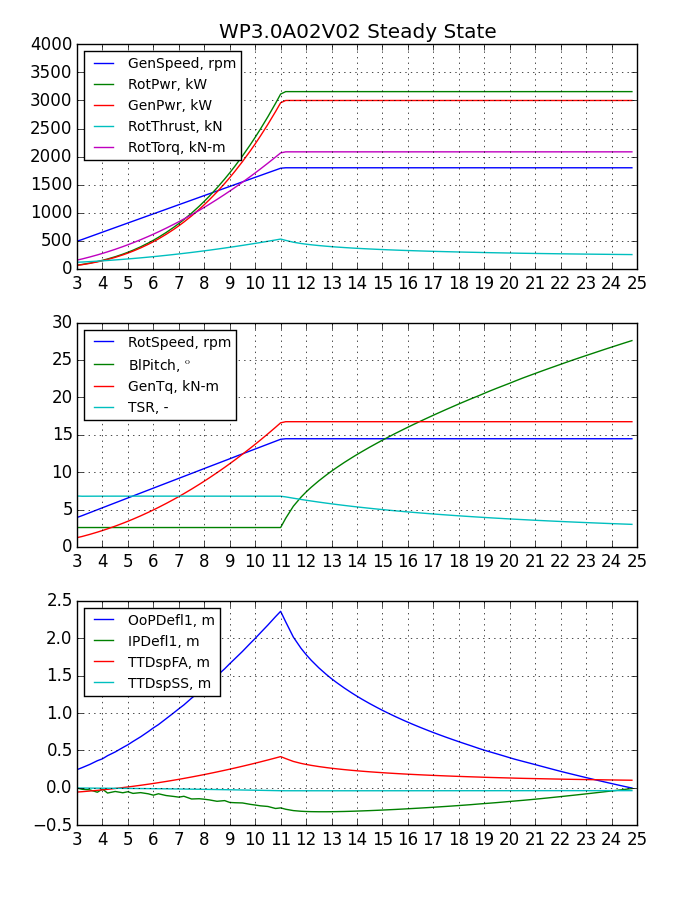 WP3.0A02V02 Steady State
4000
3500
3000
2500
2000
1500
1000
500
0
GenSpeed, rpm
RotPwr, kW
GenPwr, kW
RotThrust, kN
RotTorq, kN-m
3 4 5 6 7 8 9 10 11 12 13 14 15 16 17 18 19 20 21 22 23 24 25
30
25
20
15
10
5
0
RotSpeed, rpm
BlPitch, °
GenTq, kN-m
TSR, -
3 4 5 6 7 8 9 10 11 12 13 14 15 16 17 18 19 20 21 22 23 24 25
2.5
2.0
1.5
1.0
0.5
0.0
−0.5
OoPDefl1, m
IPDefl1, m
TTDspFA, m
TTDspSS, m
3 4 5 6 7 8 9 10 11 12 13 14 15 16 17 18 19 20 21 22 23 24 25